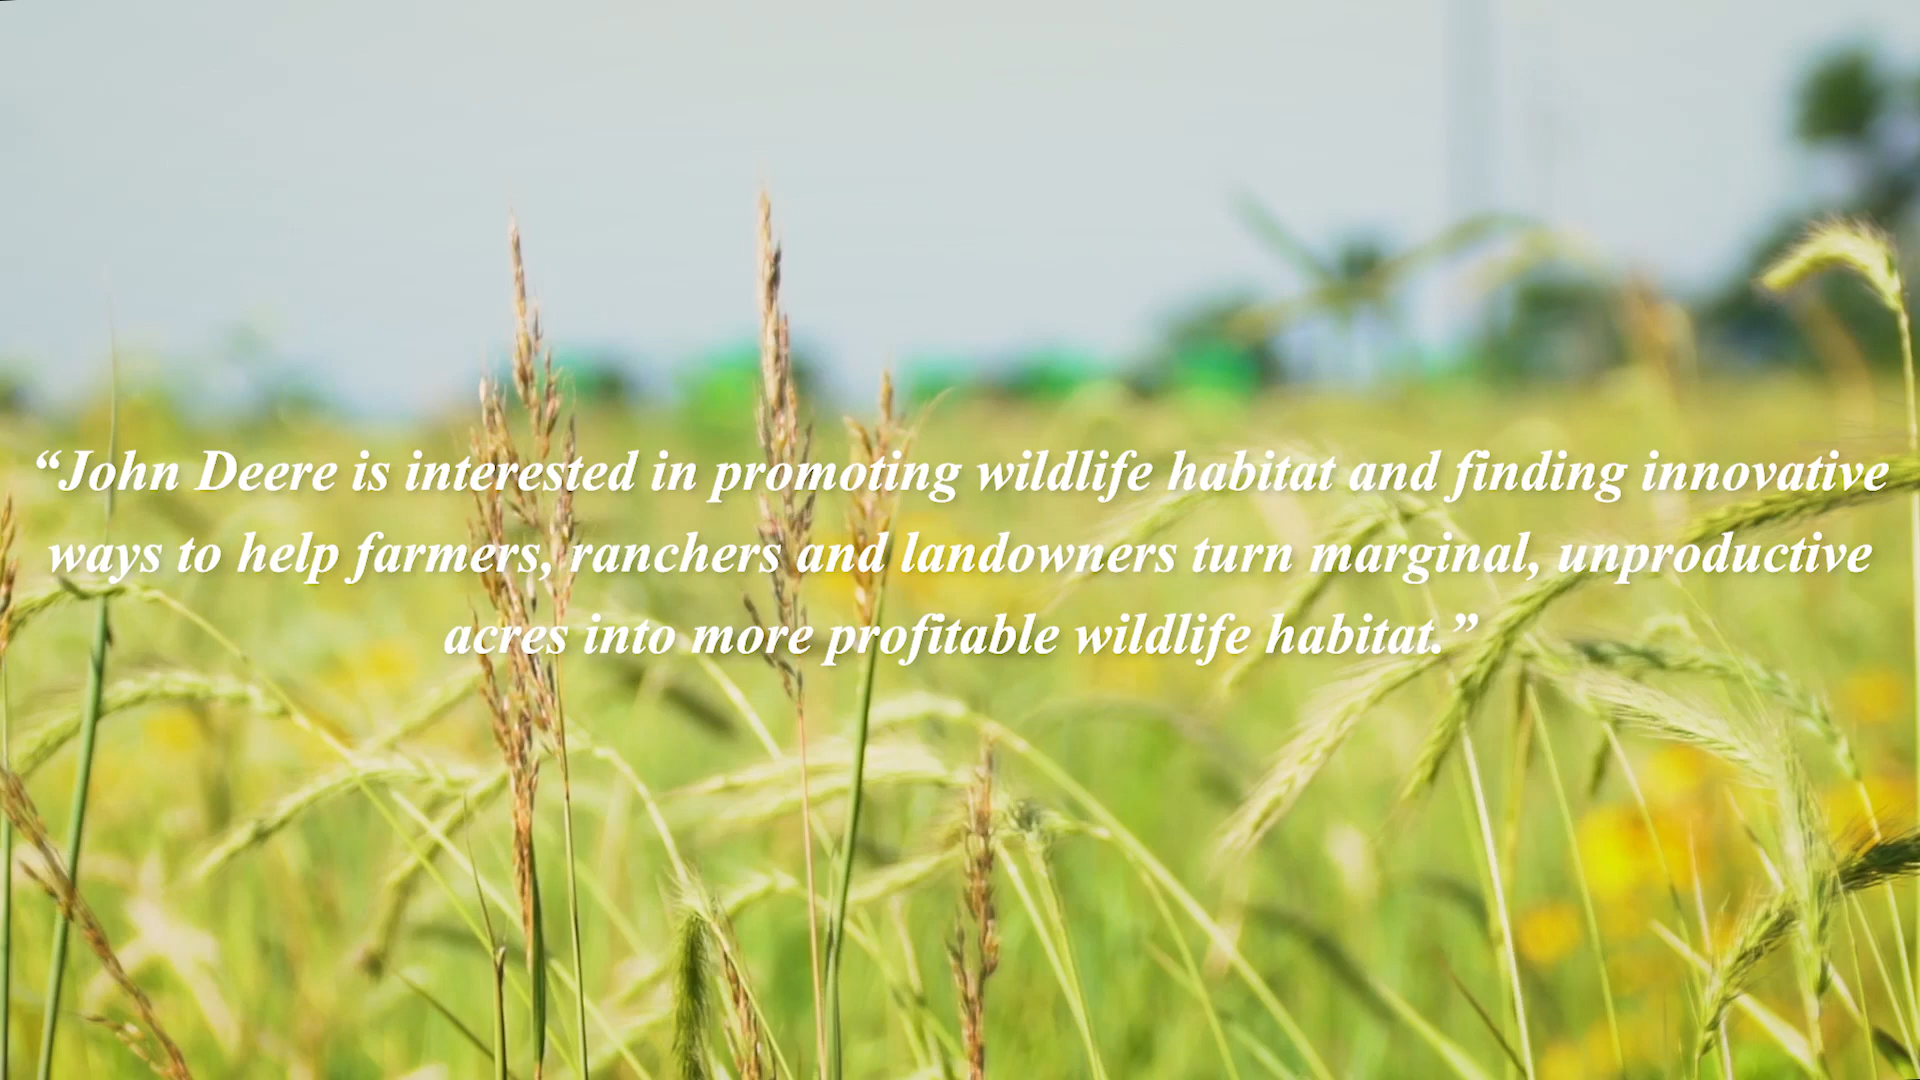 “John Deere is interested in promoting wildlife habitat and finding innovative
ways to help farmers, ranchers and landowners turn marginal, unproductive
acres into more profitable wildlife habitat.”